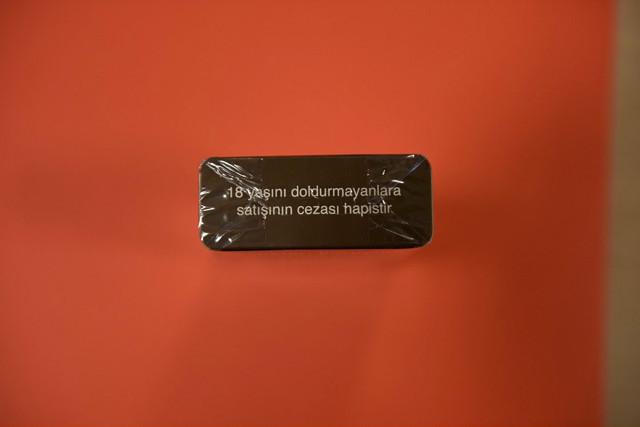 18 yaşını doldurmayanlara
satışının cezası hapistir.